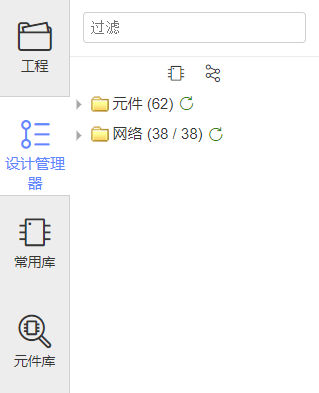 工程
设计管理
器
常用库
元件库
过滤
元件 (62)
网络 (38 / 38)